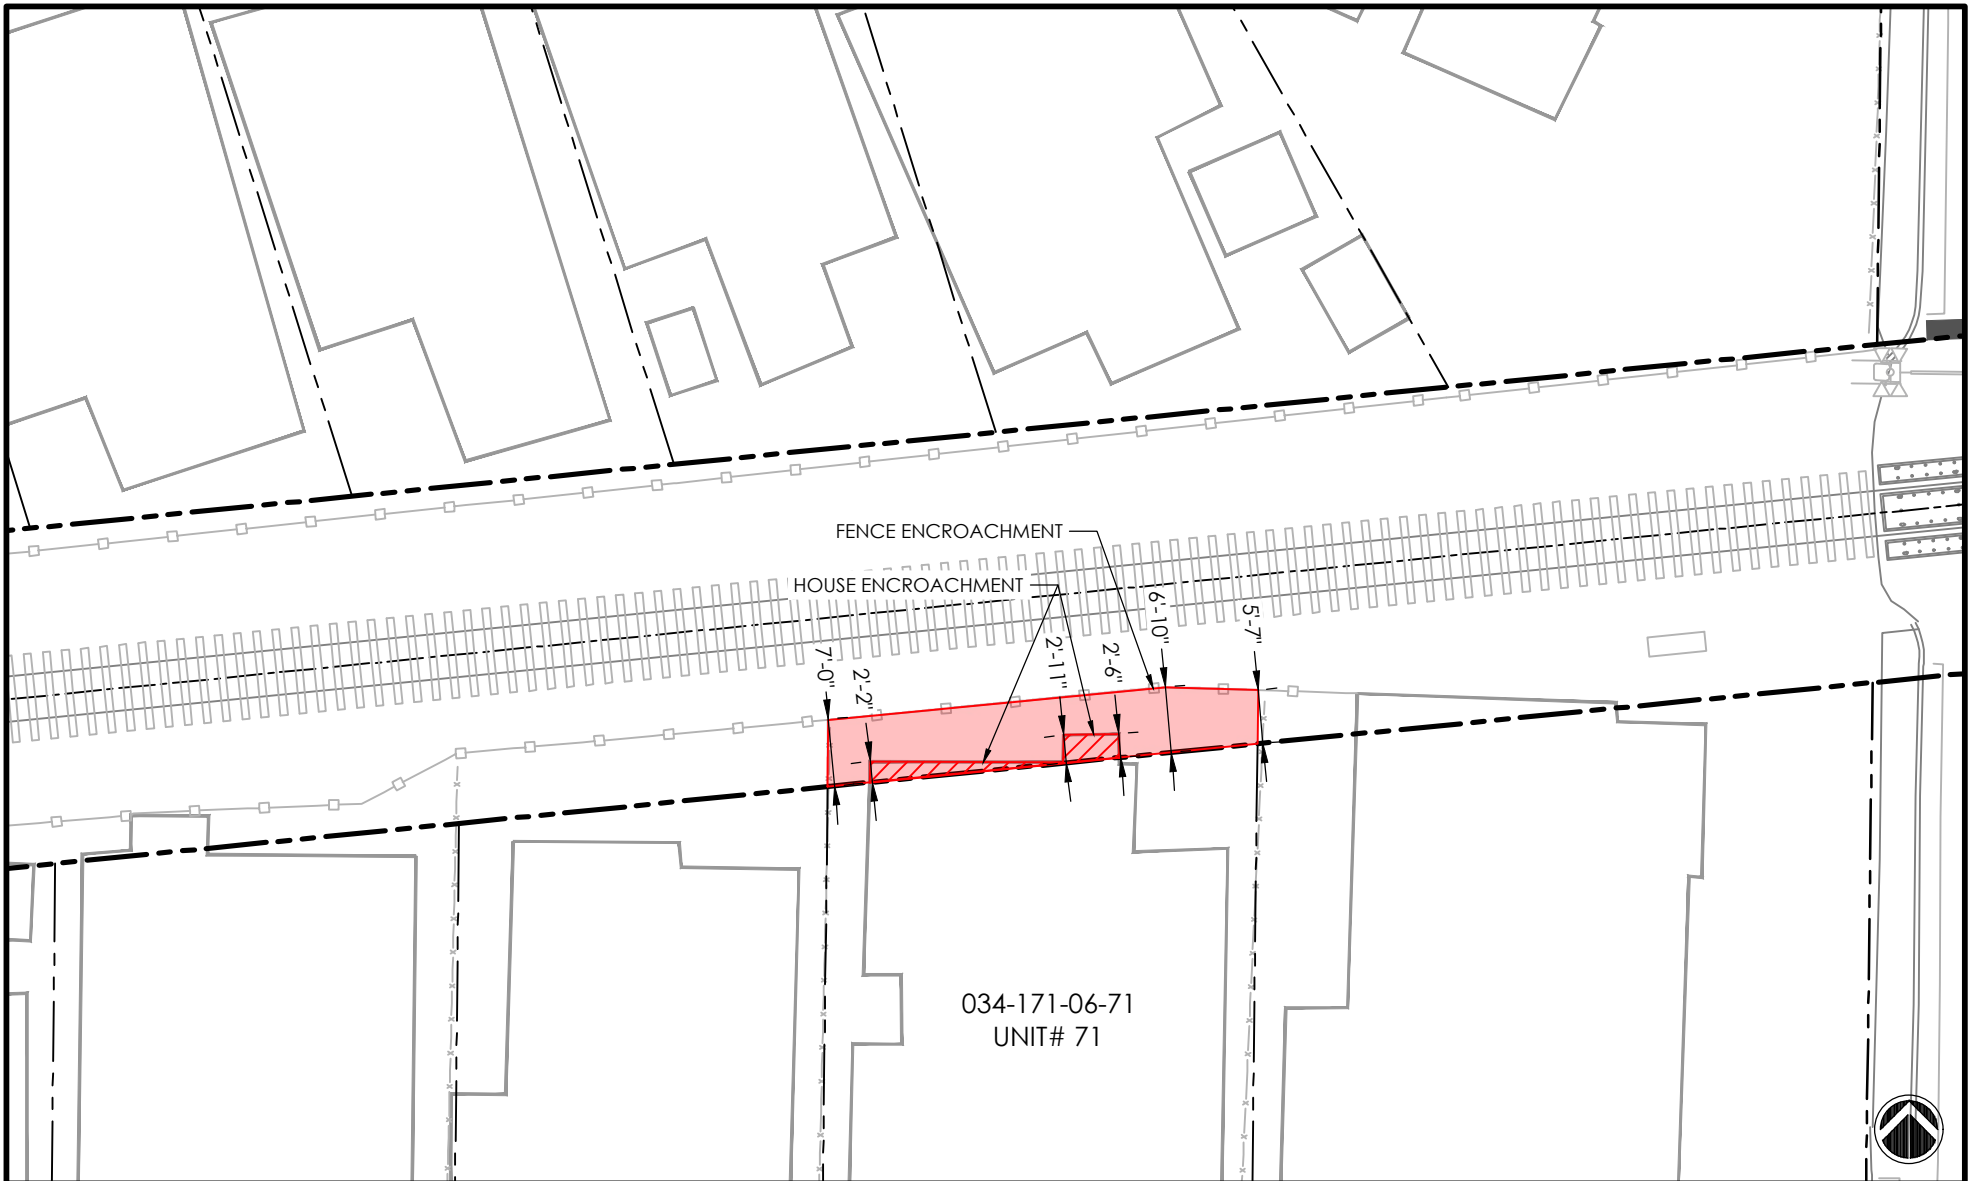 FENCE ENCROACHMENT
HOUSE ENCROACHMENT
7'-0"
2'-2"
2'-11"
2'-6"
6'-10"
5'-7"
034-171-06-71
UNIT# 71